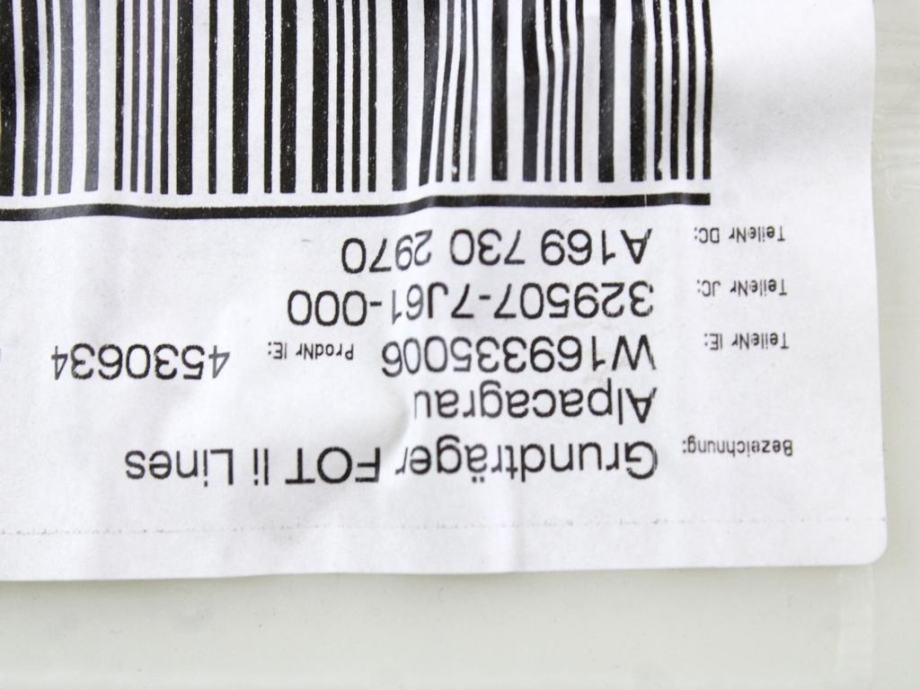 Bezeichnung: Grundträger FOT li Lines
Alpacagrau
TeileNr IE: W169335006 ProdNr IE: 4530634
TeileNr JC: 329507-7J61-000
TeileNr DC: A169 730 2970